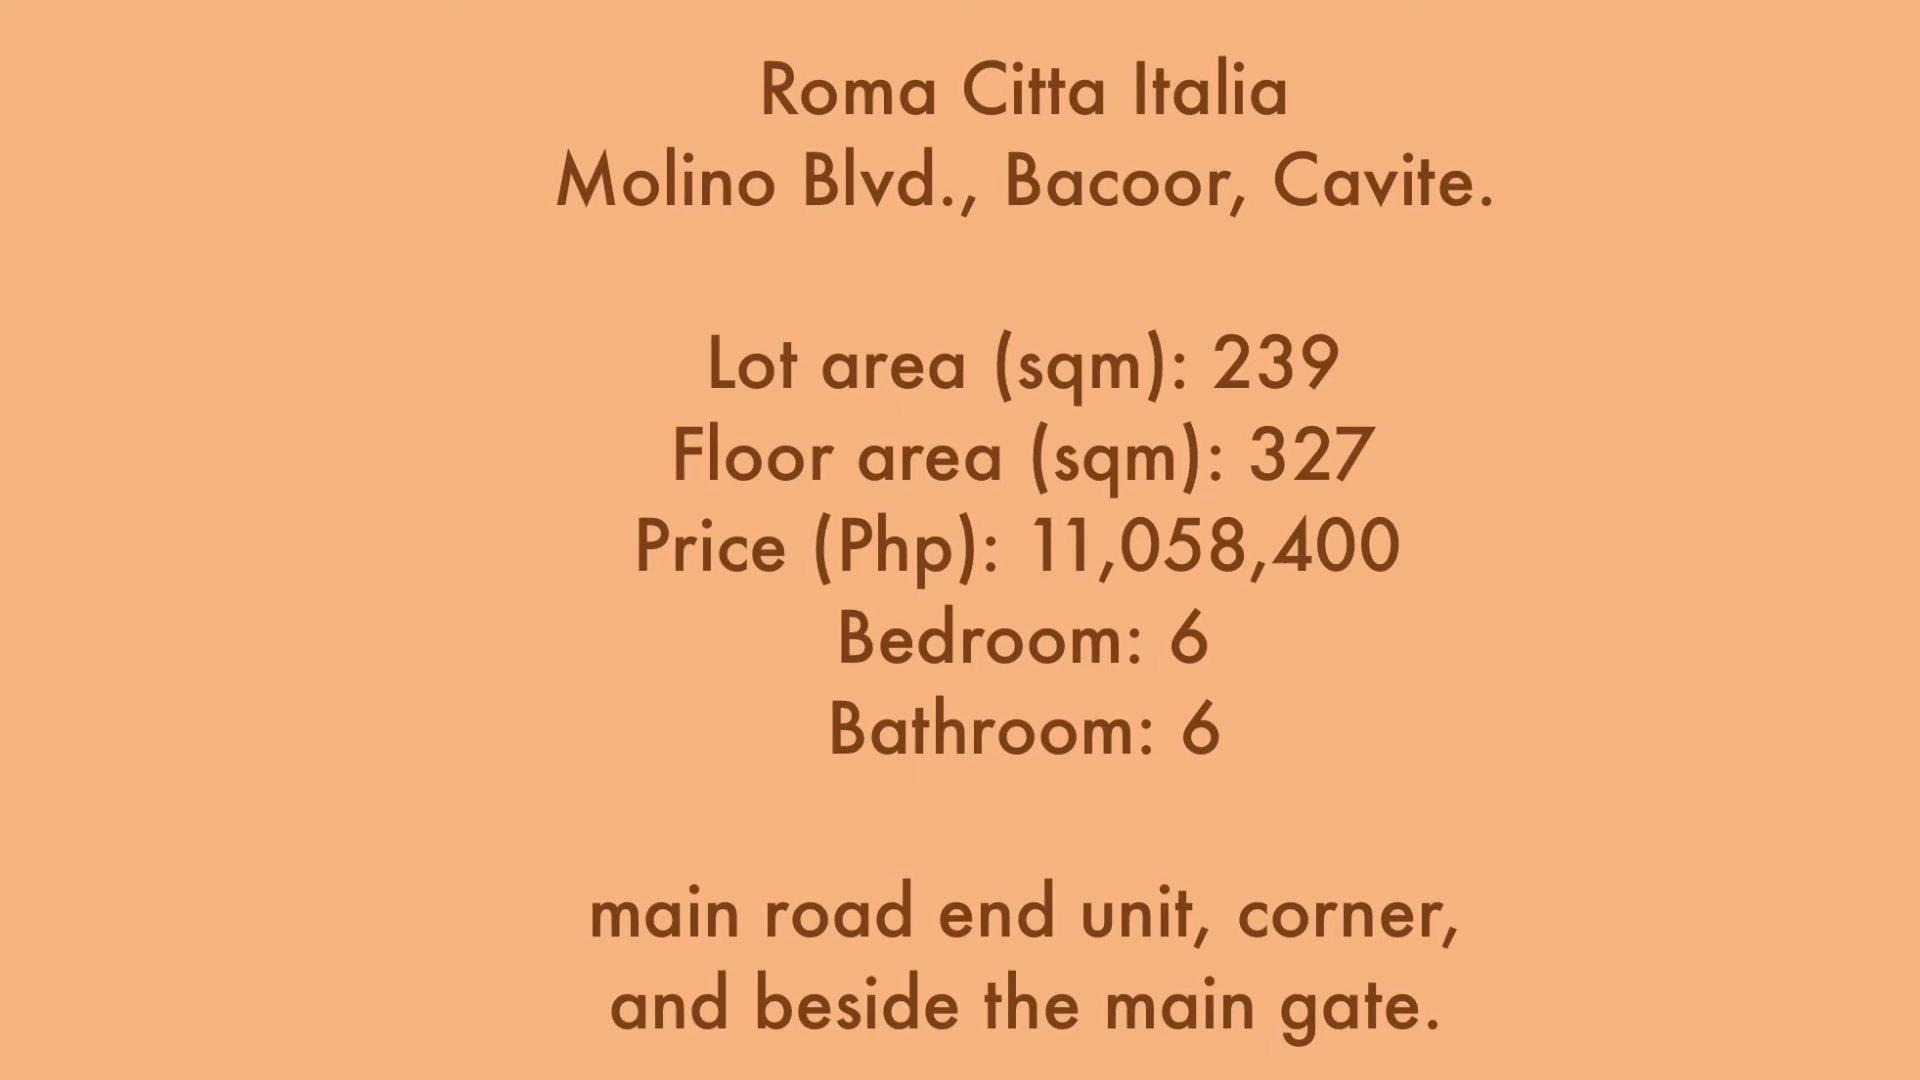 Roma Citta Italia
Molino Blvd., Bacoor, Cavite.
Lot area (sqm): 239
Floor area (sqm): 327
Price (Php): 11,058,400
Bedroom: 6
Bathroom: 6
main road end unit, corner,
and beside the main gate.